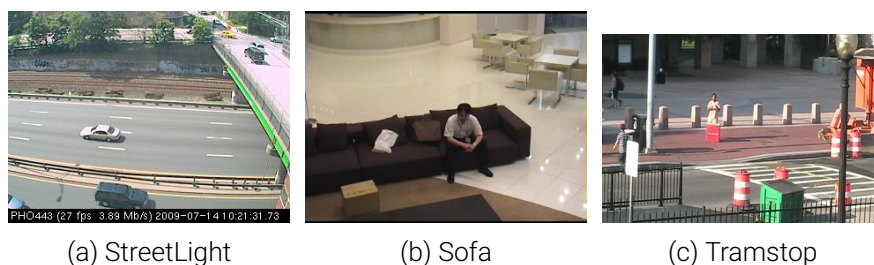 PHO443 (27 fps 3.89 Mb/s) 2009-07-14 10:21:31.73
(a) StreetLight
(b) Sofa
(c) Tramstop